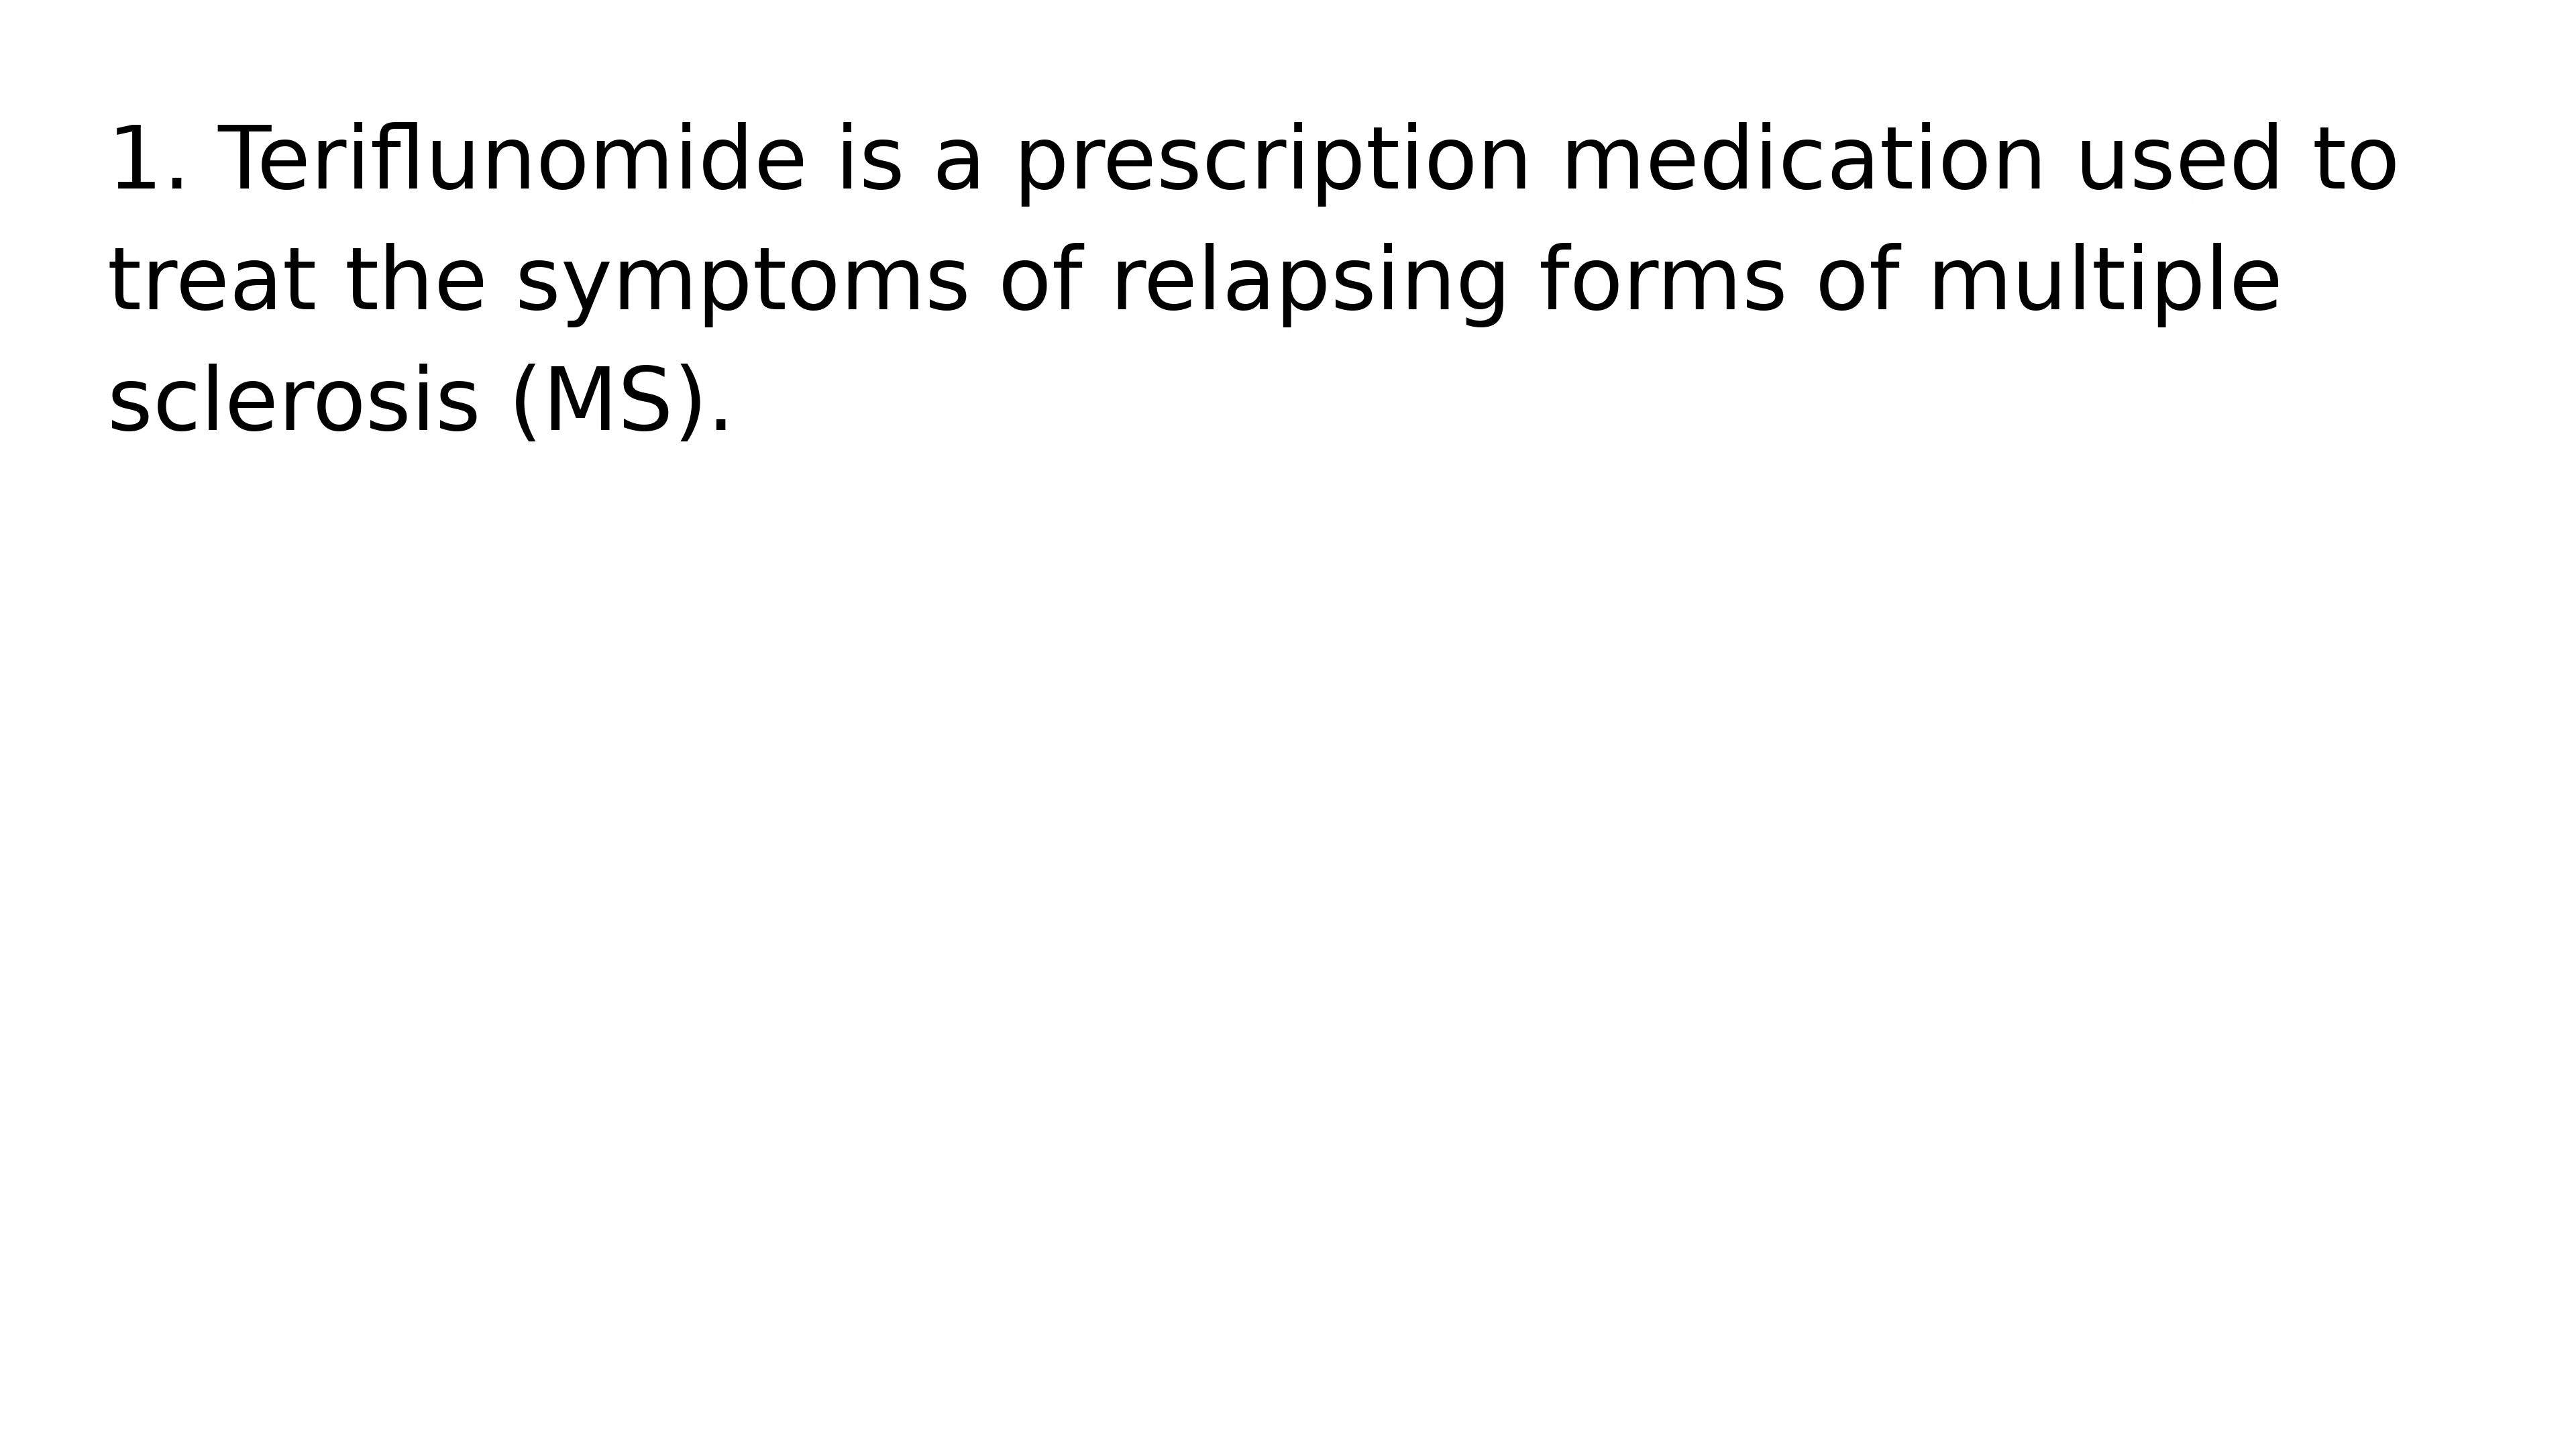 1. Teriflunomide is a prescription medication used to
treat the symptoms of relapsing forms of multiple
sclerosis (MS).